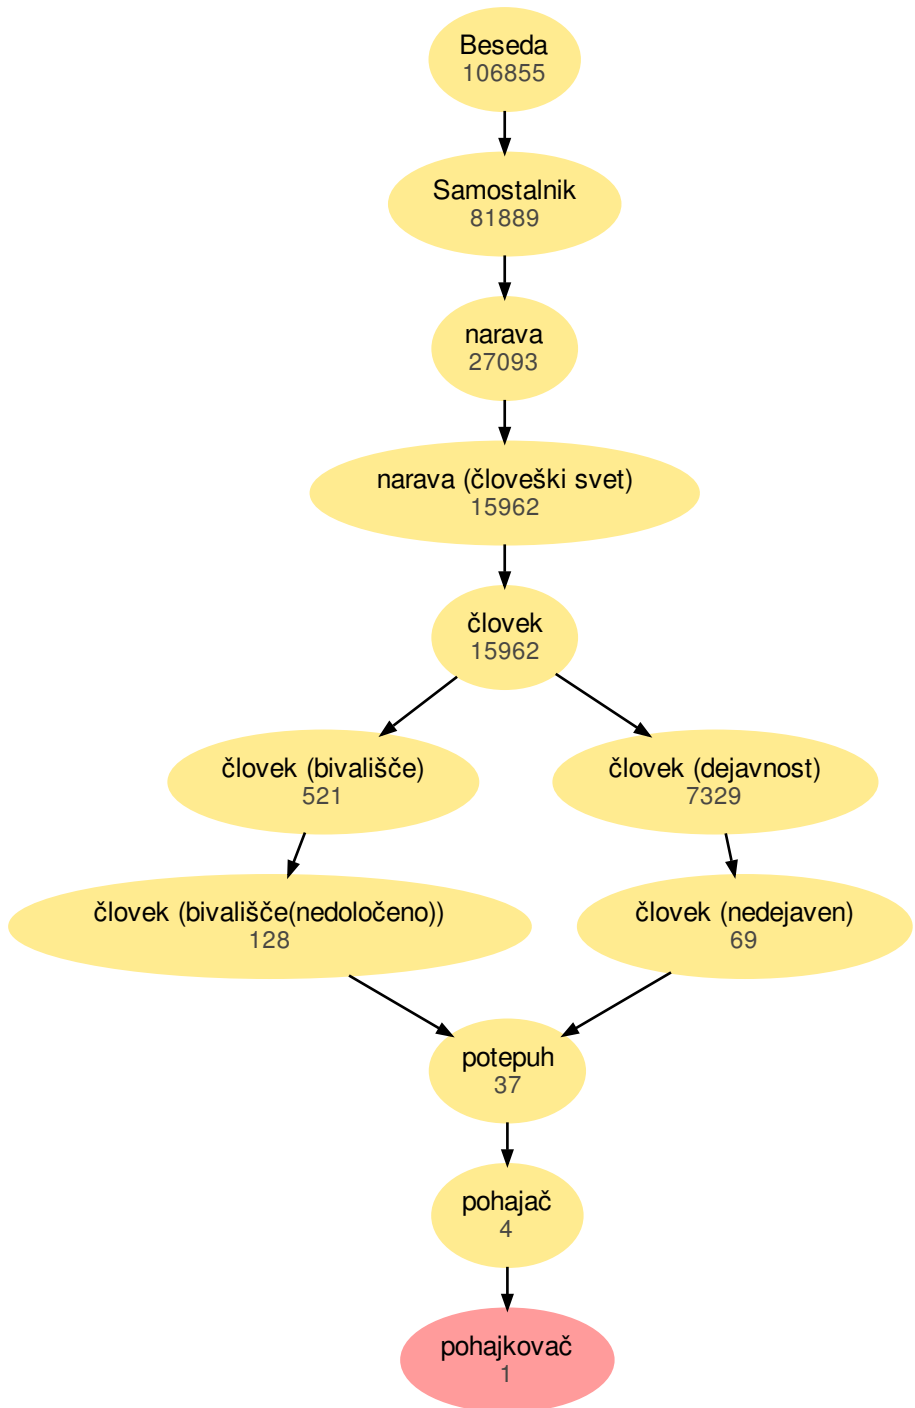 Beseda
106855
Samostalnik
81889
narava
27093
narava (človeški svet)
15962
človek
15962
človek (bivališče)
521
človek (dejavnost)
7329
človek (bivališče(nedoločeno))
128
človek (nedejaven)
69
potepuh
37
pohajač
4
pohajkovač
1